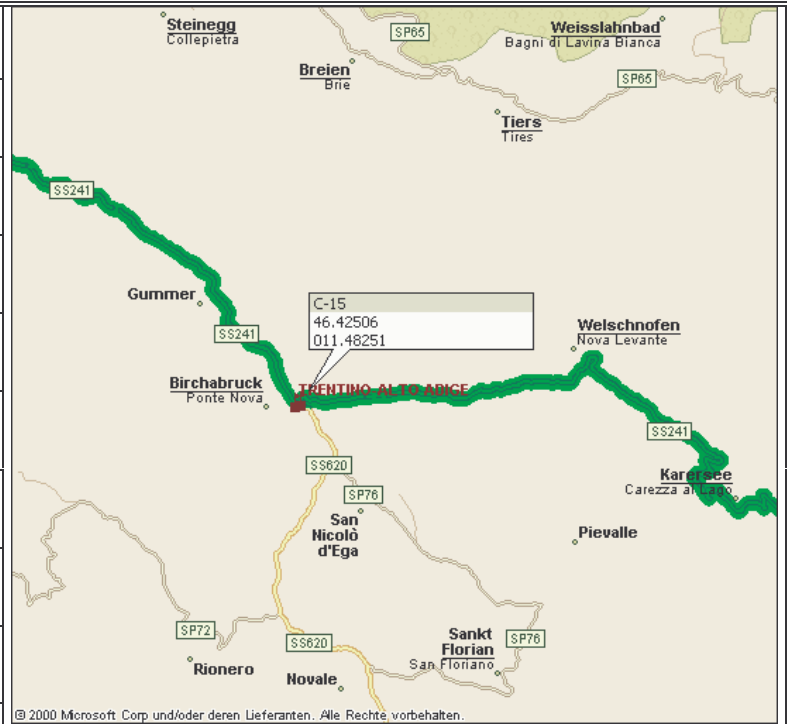 Steinegg
Collepietra
SP65
Weisslahnbad
Bagni di Lavina Bianca
Breien
Brie
SP65
Tiers
Tires
SS241
Gummer
C-15
46.42506
011.48251
SS241
Welschnofen
Nova Levante
Birchabruck
Ponte Nova
TRENTINO-ALTO ADIGE
SS241
SS620
Karersee
Carezza al Lago
SP76
San
Nicolò
d'Ega
Pievalle
SP72
SS620
Sankt
Florian
San Floriano
SP76
Rionero
Novale
© 2000 Microsoft Corp und/oder deren Lieferanten. Alle Rechte vorbehalten.